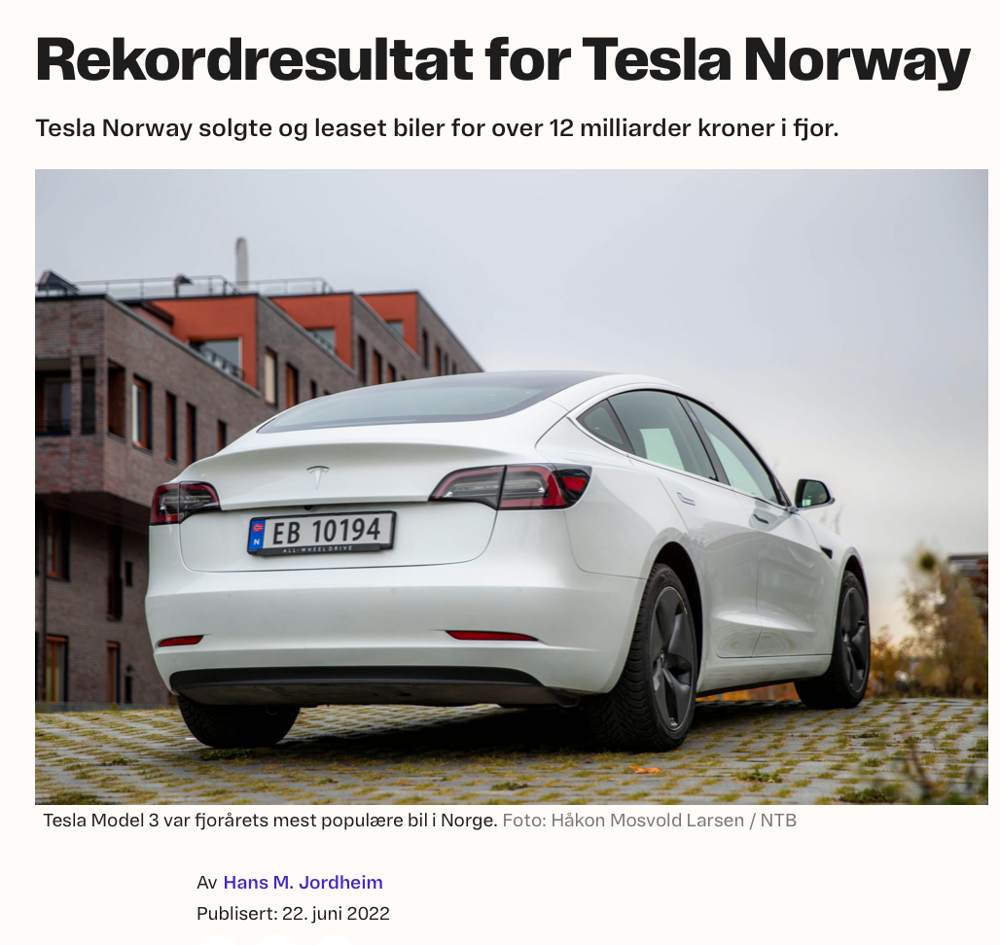 Rekordresultat for Tesla Norway
Tesla Norway solgte og leaset biler for over 12 milliarder kroner i fjor.
N
EB 10194
ALL-WHEELDRIVE
Tesla Model 3 var fjorårets mest populære bil i Norge. Foto: Håkon Mosvold Larsen / NTB
Av Hans M. Jordheim
Publisert: 22. juni 2022